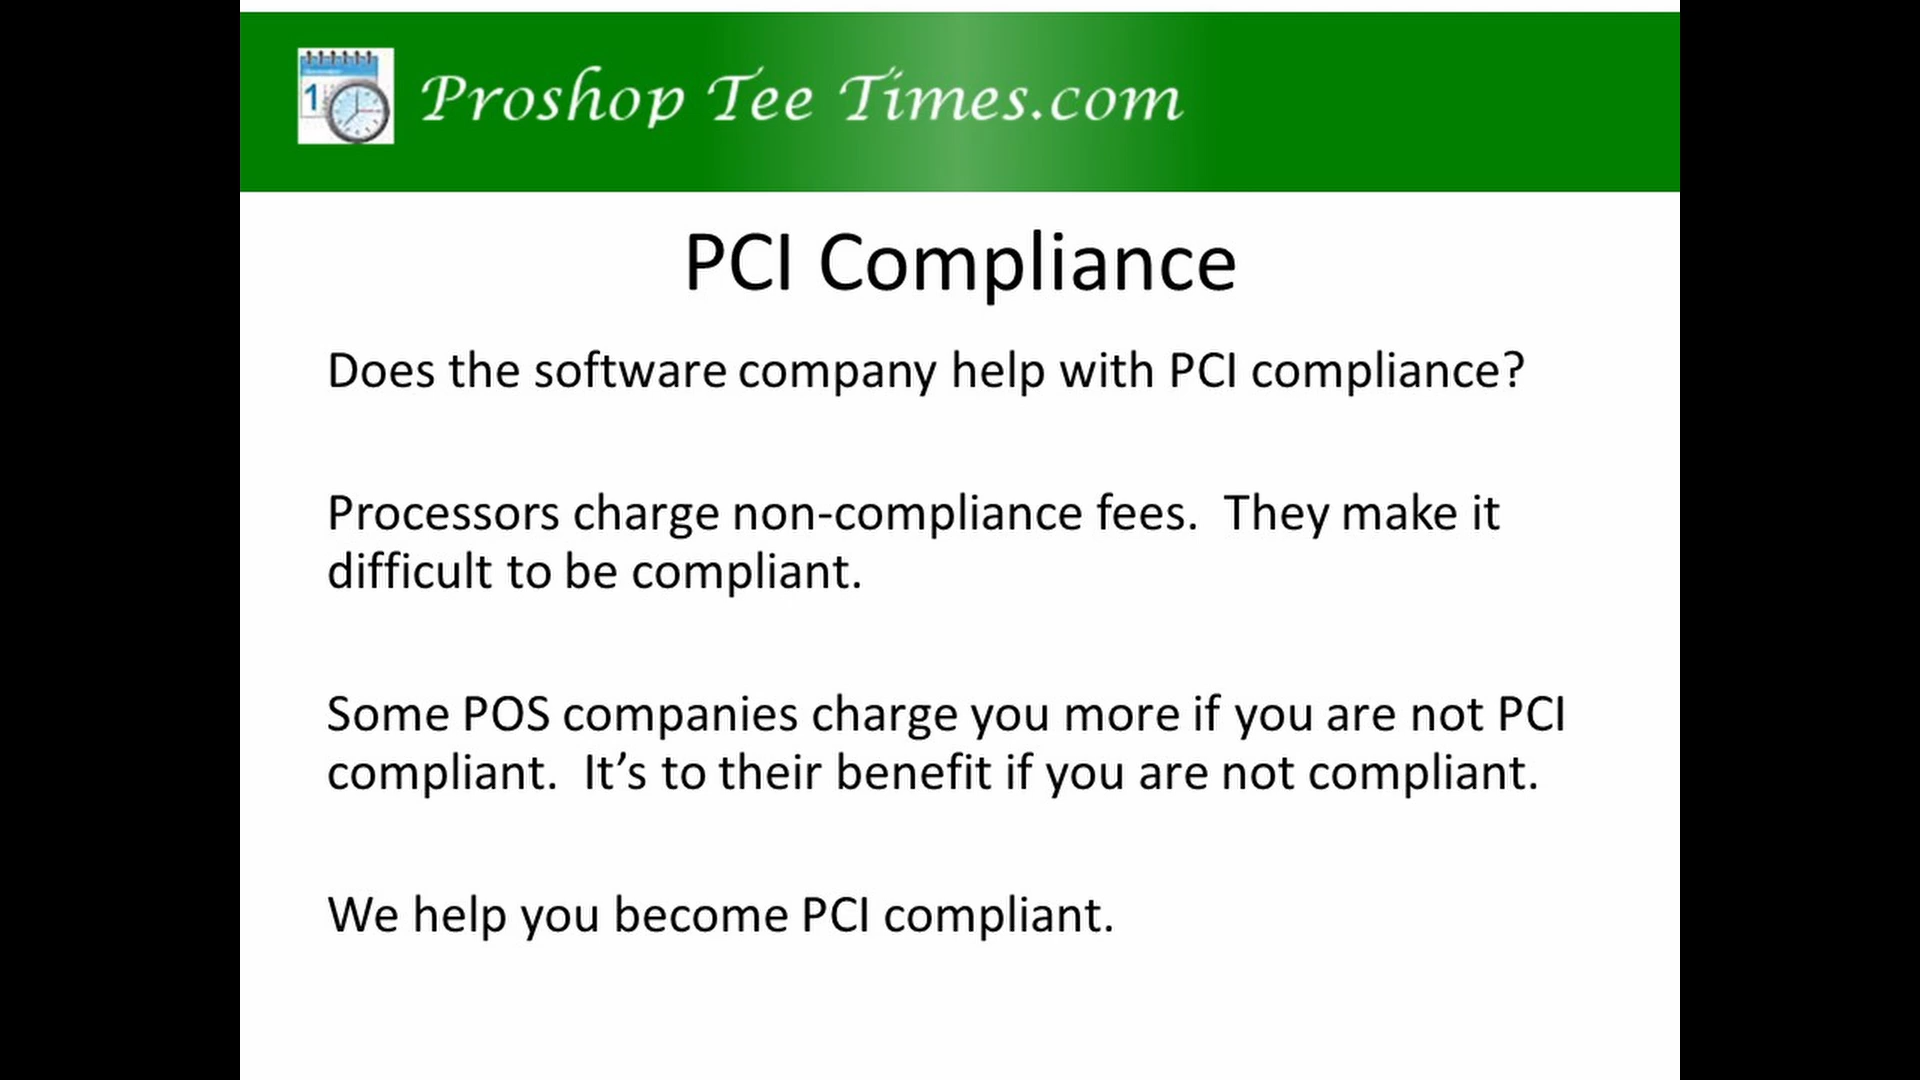 1
Proshop Tee Times.com
PCI Compliance
Does the software company help with PCI compliance?
Processors charge non-compliance fees.  They make it
difficult to be compliant.
Some POS companies charge you more if you are not PCI
compliant.  It’s to their benefit if you are not compliant.
We help you become PCI compliant.